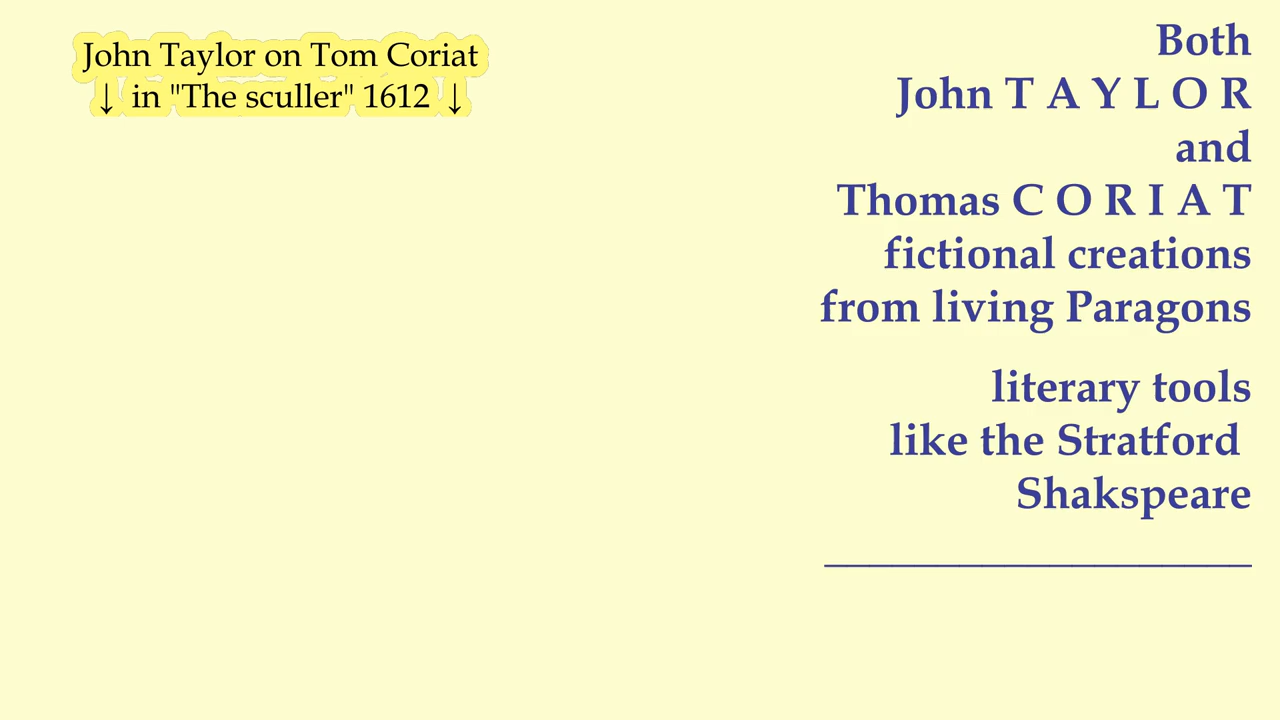 John Taylor on Tom Coriat
↓ in "The sculler" 1612 ↓
Both
John T A Y L O R
and
Thomas C O R I A T
fictional creations
from living Paragons
literary tools
like the Stratford
Shakspeare